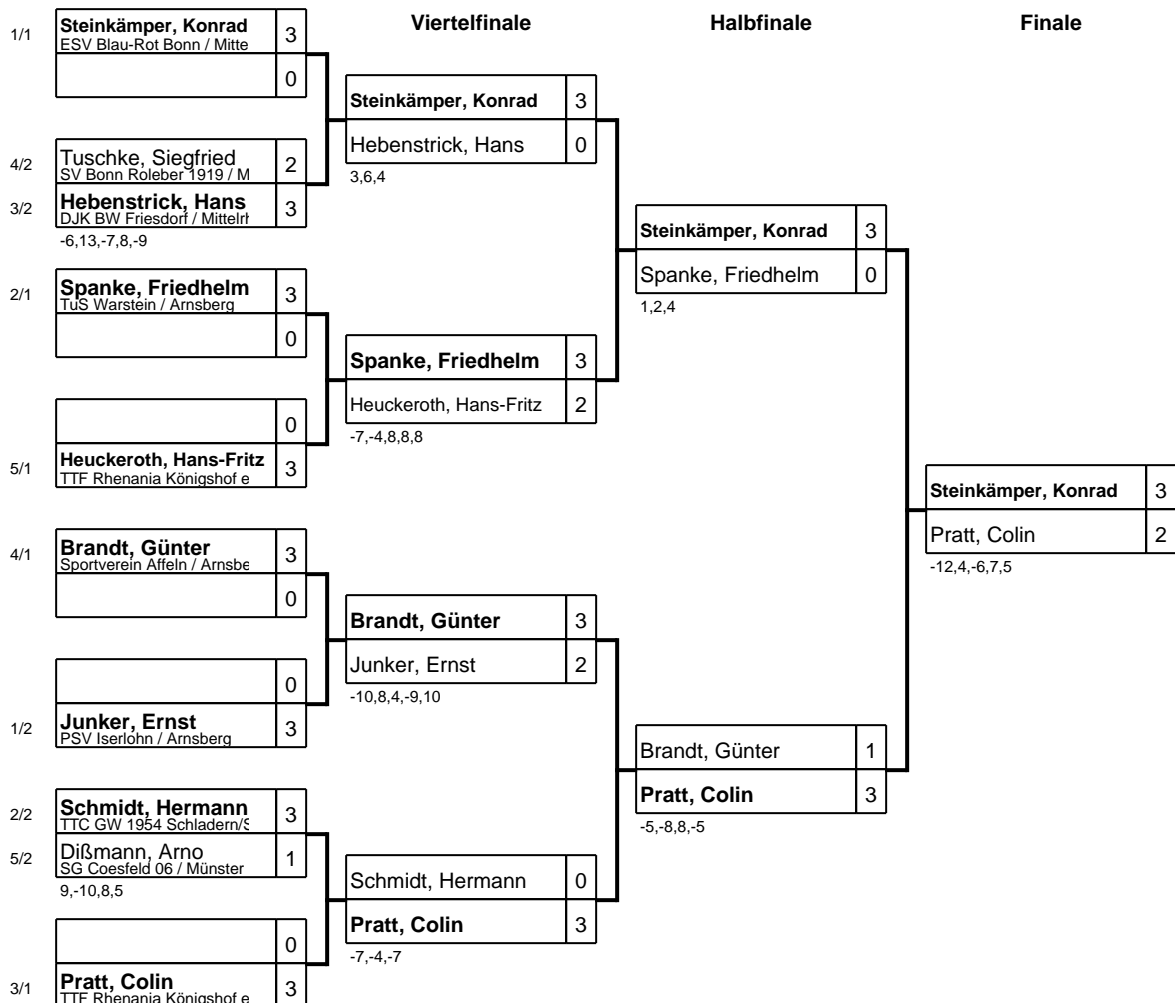 Viertelfinale
Halbfinale
Finale
1/1 Steinkämper, Konrad 3
ESV Blau-Rot Bonn / Mitte
0
4/2 Tuschke, Siegfried 2
SV Bonn Roleber 1919 / M
3/2 Hebenstrick, Hans 3
DJK BW Friesdorf / Mittelrh
-6,13,-7,8,-9
2/1 Spanke, Friedhelm 3
TuS Warstein / Arnsberg
0
0
5/1 Heuckeroth, Hans-Fritz 3
TTF Rhenania Königshof e
4/1 Brandt, Günter 3
Sportverein Affeln / Arnsbe
0
0
1/2 Junker, Ernst 3
PSV Iserlohn / Arnsberg
2/2 Schmidt, Hermann 3
TTC GW 1954 Schladern/S
5/2 Dißmann, Arno 1
SG Coesfeld 06 / Münster
9,-10,8,5
0
3/1 Pratt, Colin 3
TTF Rhenania Königshof e
Steinkämper, Konrad 3
Hebenstrick, Hans 0
3,6,4
Spanke, Friedhelm 3
Heuckeroth, Hans-Fritz 2
-7,-4,8,8,8
Brandt, Günter 3
Junker, Ernst 2
-10,8,4,-9,10
Schmidt, Hermann 0
Pratt, Colin 3
-7,-4,-7
Steinkämper, Konrad 3
Spanke, Friedhelm 0
1,2,4
Brandt, Günter 1
Pratt, Colin 3
-5,-8,8,-5
Steinkämper, Konrad 3
Pratt, Colin 2
-12,4,-6,7,5